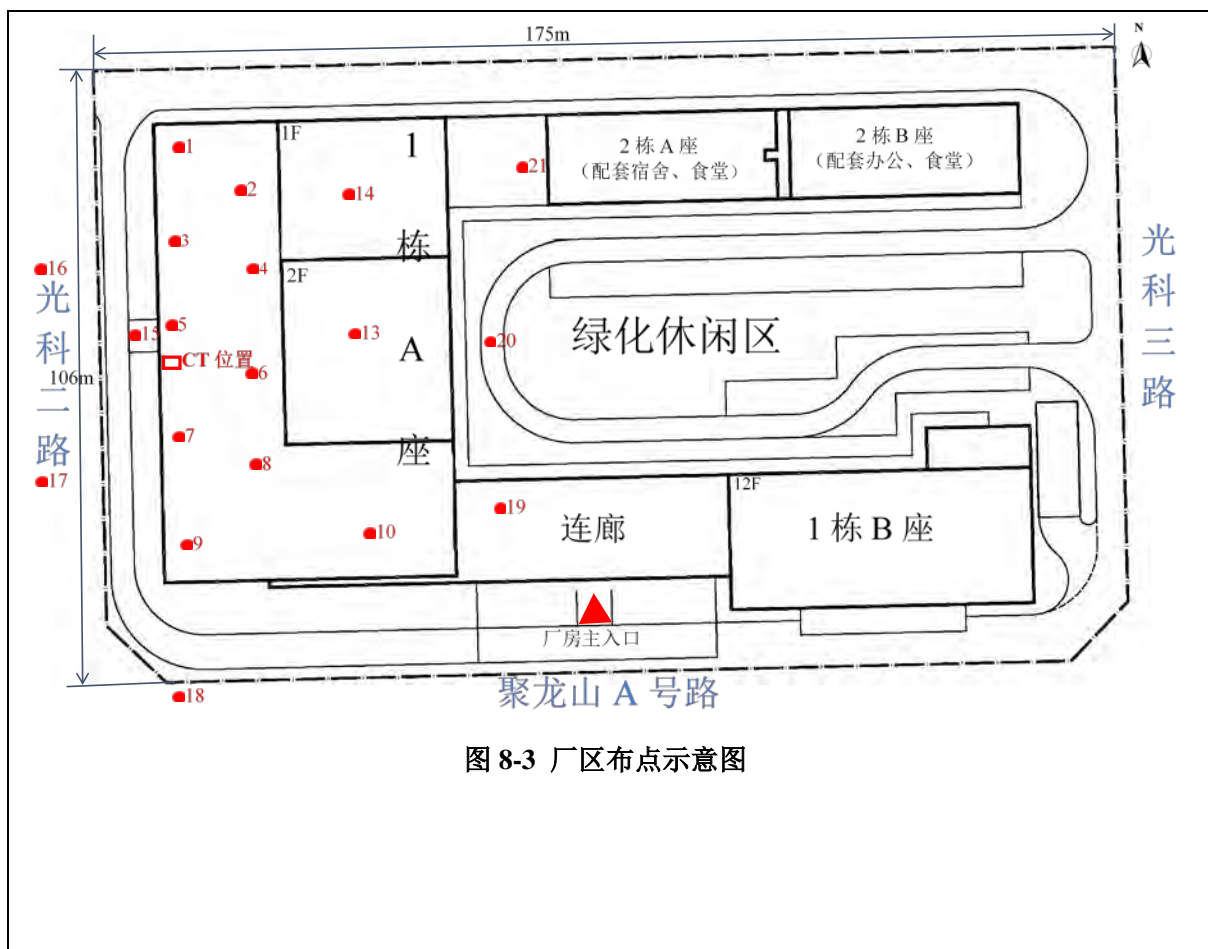 175m
N
1
2
3
4
5
6
7
8
9
10
13
14
15
16
17
18
19
20
21
1F
2F
12F
1
栋
A
座
2 栋 A 座
（配套宿舍、食堂）
2 栋 B 座
（配套办公、食堂）
光科二路
光科三路
CT 位置
106m
绿化休闲区
连廊
1 栋 B 座
厂房主入口
聚龙山 A 号路
图 8-3 厂区布点示意图